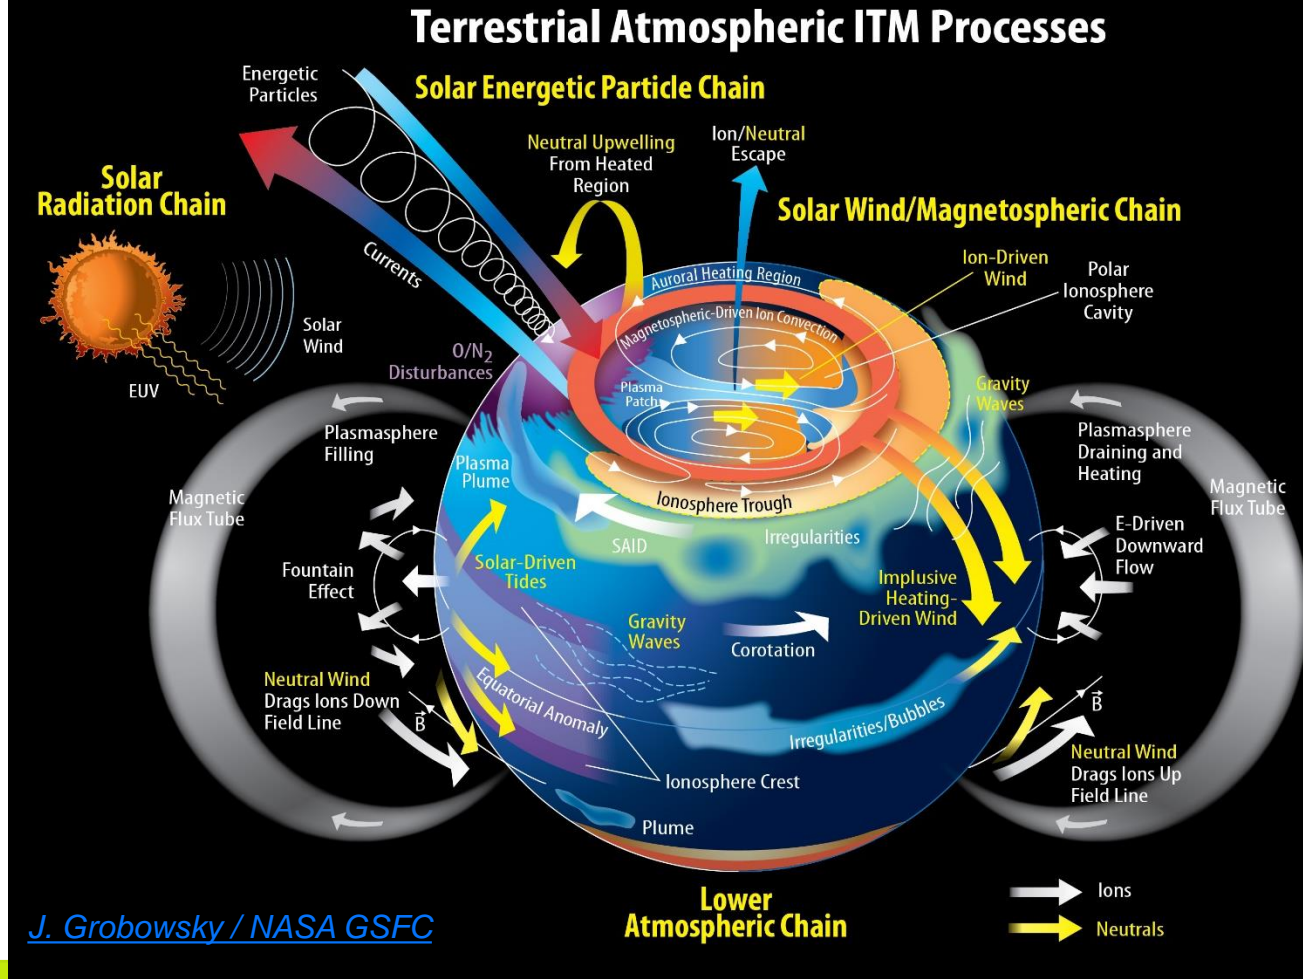 Terrestrial Atmospheric ITM Processes
Energetic
Particles
Solar Energetic Particle Chain
Neutral Upwelling
From Heated
Region
Ion/Neutral
Escape
Solar
Radiation Chain
Solar Wind/Magnetospheric Chain
Currents
Auroral Heating Region
Ion-Driven
Wind
Polar
Ionosphere
Cavity
Magnetospheric-Driven Ion Convection
Solar
Wind
EUV
O/N2
Disturbances
Plasma
Patch
Gravity
Waves
Plasmasphere
Filling
Plasmasphere
Draining and
Heating
Plasma
Plume
Magnetic
Flux Tube
Magnetic
Flux Tube
Ionosphere Trough
SAID
Irregularities
E-Driven
Downward
Flow
Fountain
Effect
Solar-Driven
Tides
Implusive
Heating-
Driven Wind
Gravity
Waves
Corotation
Neutral Wind
Drags Ions Down
Field Line
B
Equatorial Anomaly
Irregularities/Bubbles
B
Neutral Wind
Drags Ions Up
Field Line
Ionosphere Crest
Plume
Lower
Atmospheric Chain
Ions
Neutrals
J. Grobowsky / NASA GSFC